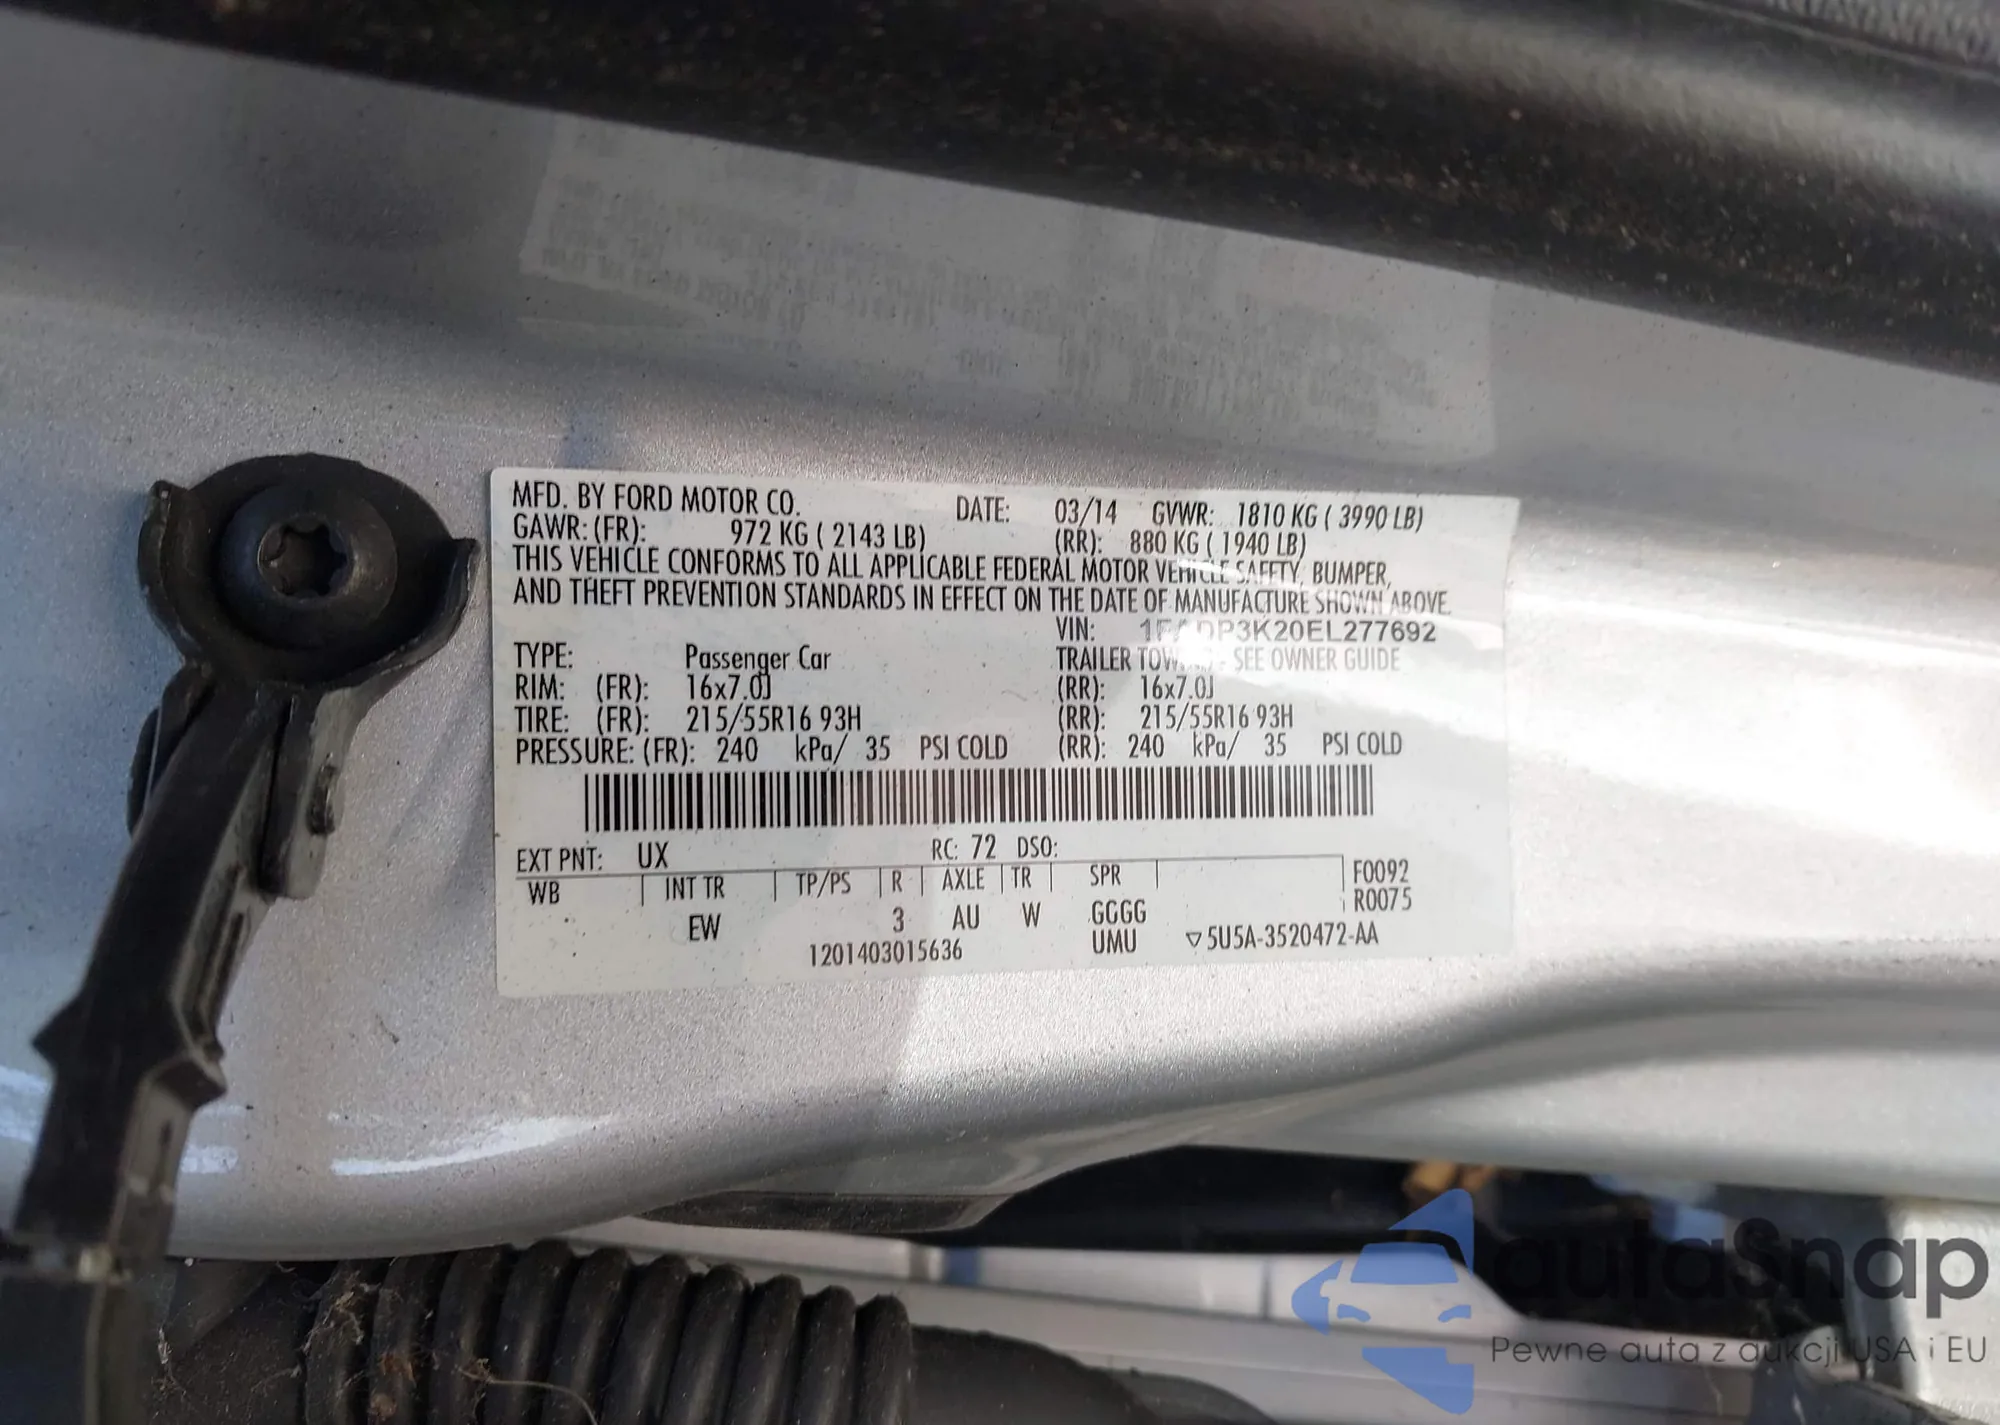 MFD. BY FORD MOTOR CO. DATE: 03/14 GVWR: 1810 KG ( 3990 LB)
GAWR: (FR): 972 KG ( 2143 LB) (RR): 880 KG ( 1940 LB)
THIS VEHICLE CONFORMS TO ALL APPLICABLE FEDERAL MOTOR VEHICLE SAFETY, BUMPER,
AND THEFT PREVENTION STANDARDS IN EFFECT ON THE DATE OF MANUFACTURE SHOWN ABOVE.
VIN: 1FADP3K20EL277692
TYPE: Passenger Car TRAILER TOWING - SEE OWNER GUIDE
RIM: (FR): 16x7.0J (RR): 16x7.0J
TIRE: (FR): 215/55R16 93H (RR): 215/55R16 93H
PRESSURE: (FR): 240 kPa/ 35 PSI COLD (RR): 240 kPa/ 35 PSI COLD
EXT PNT: UX RC: 72 DSO:
WB INT TR TP/PS R AXLE TR SPR F0092
R0075
EW 3 AU W GGGG
1201403015636 UMU ▽5U5A-3520472-AA
autaSnap
Pewne auta z aukcji USA i EU